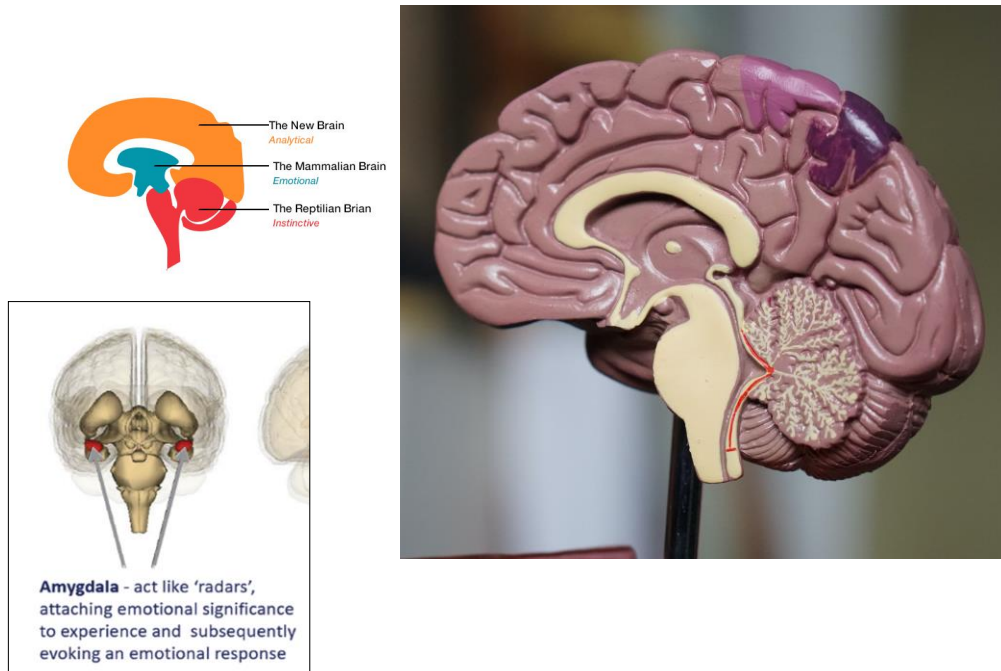 The New Brain
Analytical
The Mammalian Brain
Emotional
The Reptilian Brian
Instinctive
Amygdala - act like ‘radars’,
attaching emotional significance
to experience and subsequently
evoking an emotional response